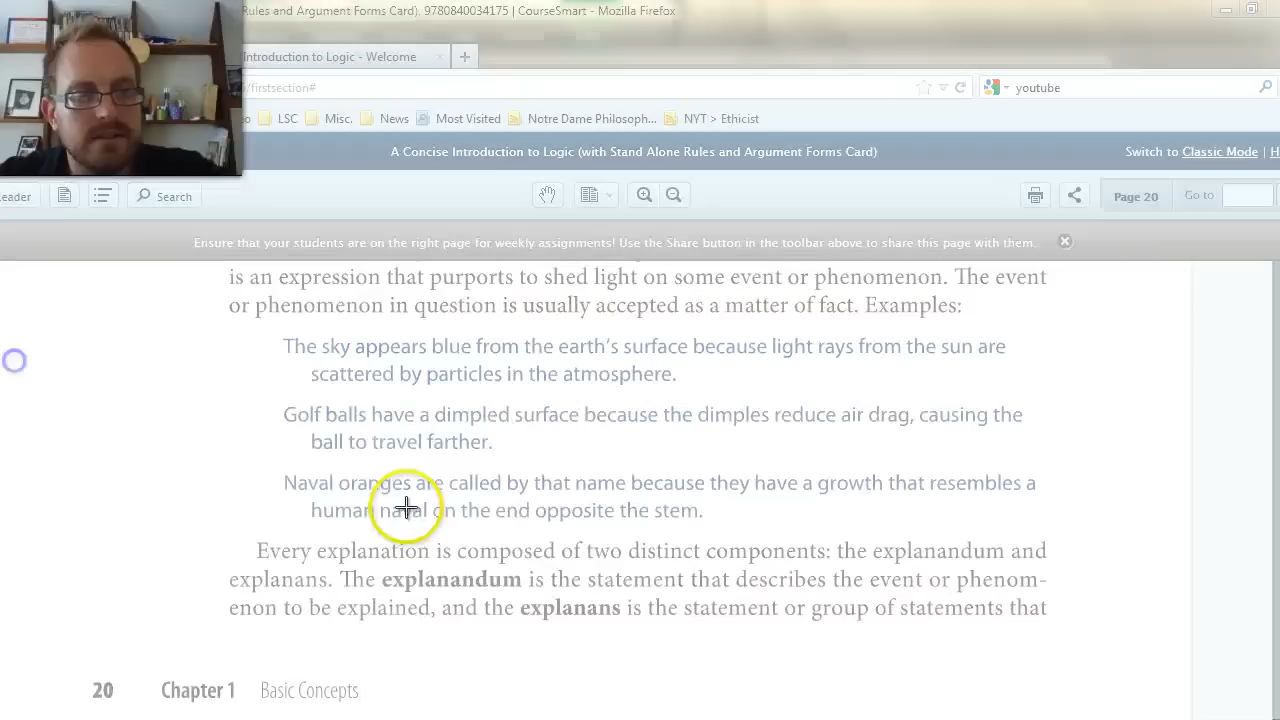 Rules and Argument Forms Card). 9780840034175 | CourseSmart - Mozilla Firefox
Introduction to Logic - Welcome
/firstsection#
youtube
LSC Misc. News Most Visited Notre Dame Philosoph... NYT > Ethicist
A Concise Introduction to Logic (with Stand Alone Rules and Argument Forms Card)
Switch to Classic Mode | H
Search
Page 20
Go to
Ensure that your students are on the right page for weekly assignments! Use the Share button in the toolbar above to share this page with them.
is an expression that purports to shed light on some event or phenomenon. The event
or phenomenon in question is usually accepted as a matter of fact. Examples:
The sky appears blue from the earth's surface because light rays from the sun are
scattered by particles in the atmosphere.
Golf balls have a dimpled surface because the dimples reduce air drag, causing the
ball to travel farther.
Naval oranges are called by that name because they have a growth that resembles a
human naval on the end opposite the stem.
Every explanation is composed of two distinct components: the explanandum and
explanans. The explanandum is the statement that describes the event or phenom-
enon to be explained, and the explanans is the statement or group of statements that
20 Chapter 1 Basic Concepts